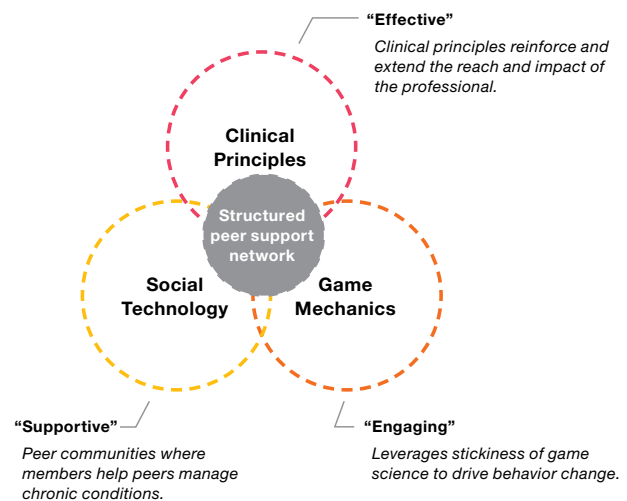 “Effective”
Clinical principles reinforce and
extend the reach and impact of
the professional.
Clinical
Principles
Structured
peer support
network
Social
Technology
Game
Mechanics
“Supportive”
Peer communities where
members help peers manage
chronic conditions.
“Engaging”
Leverages stickiness of game
science to drive behavior change.